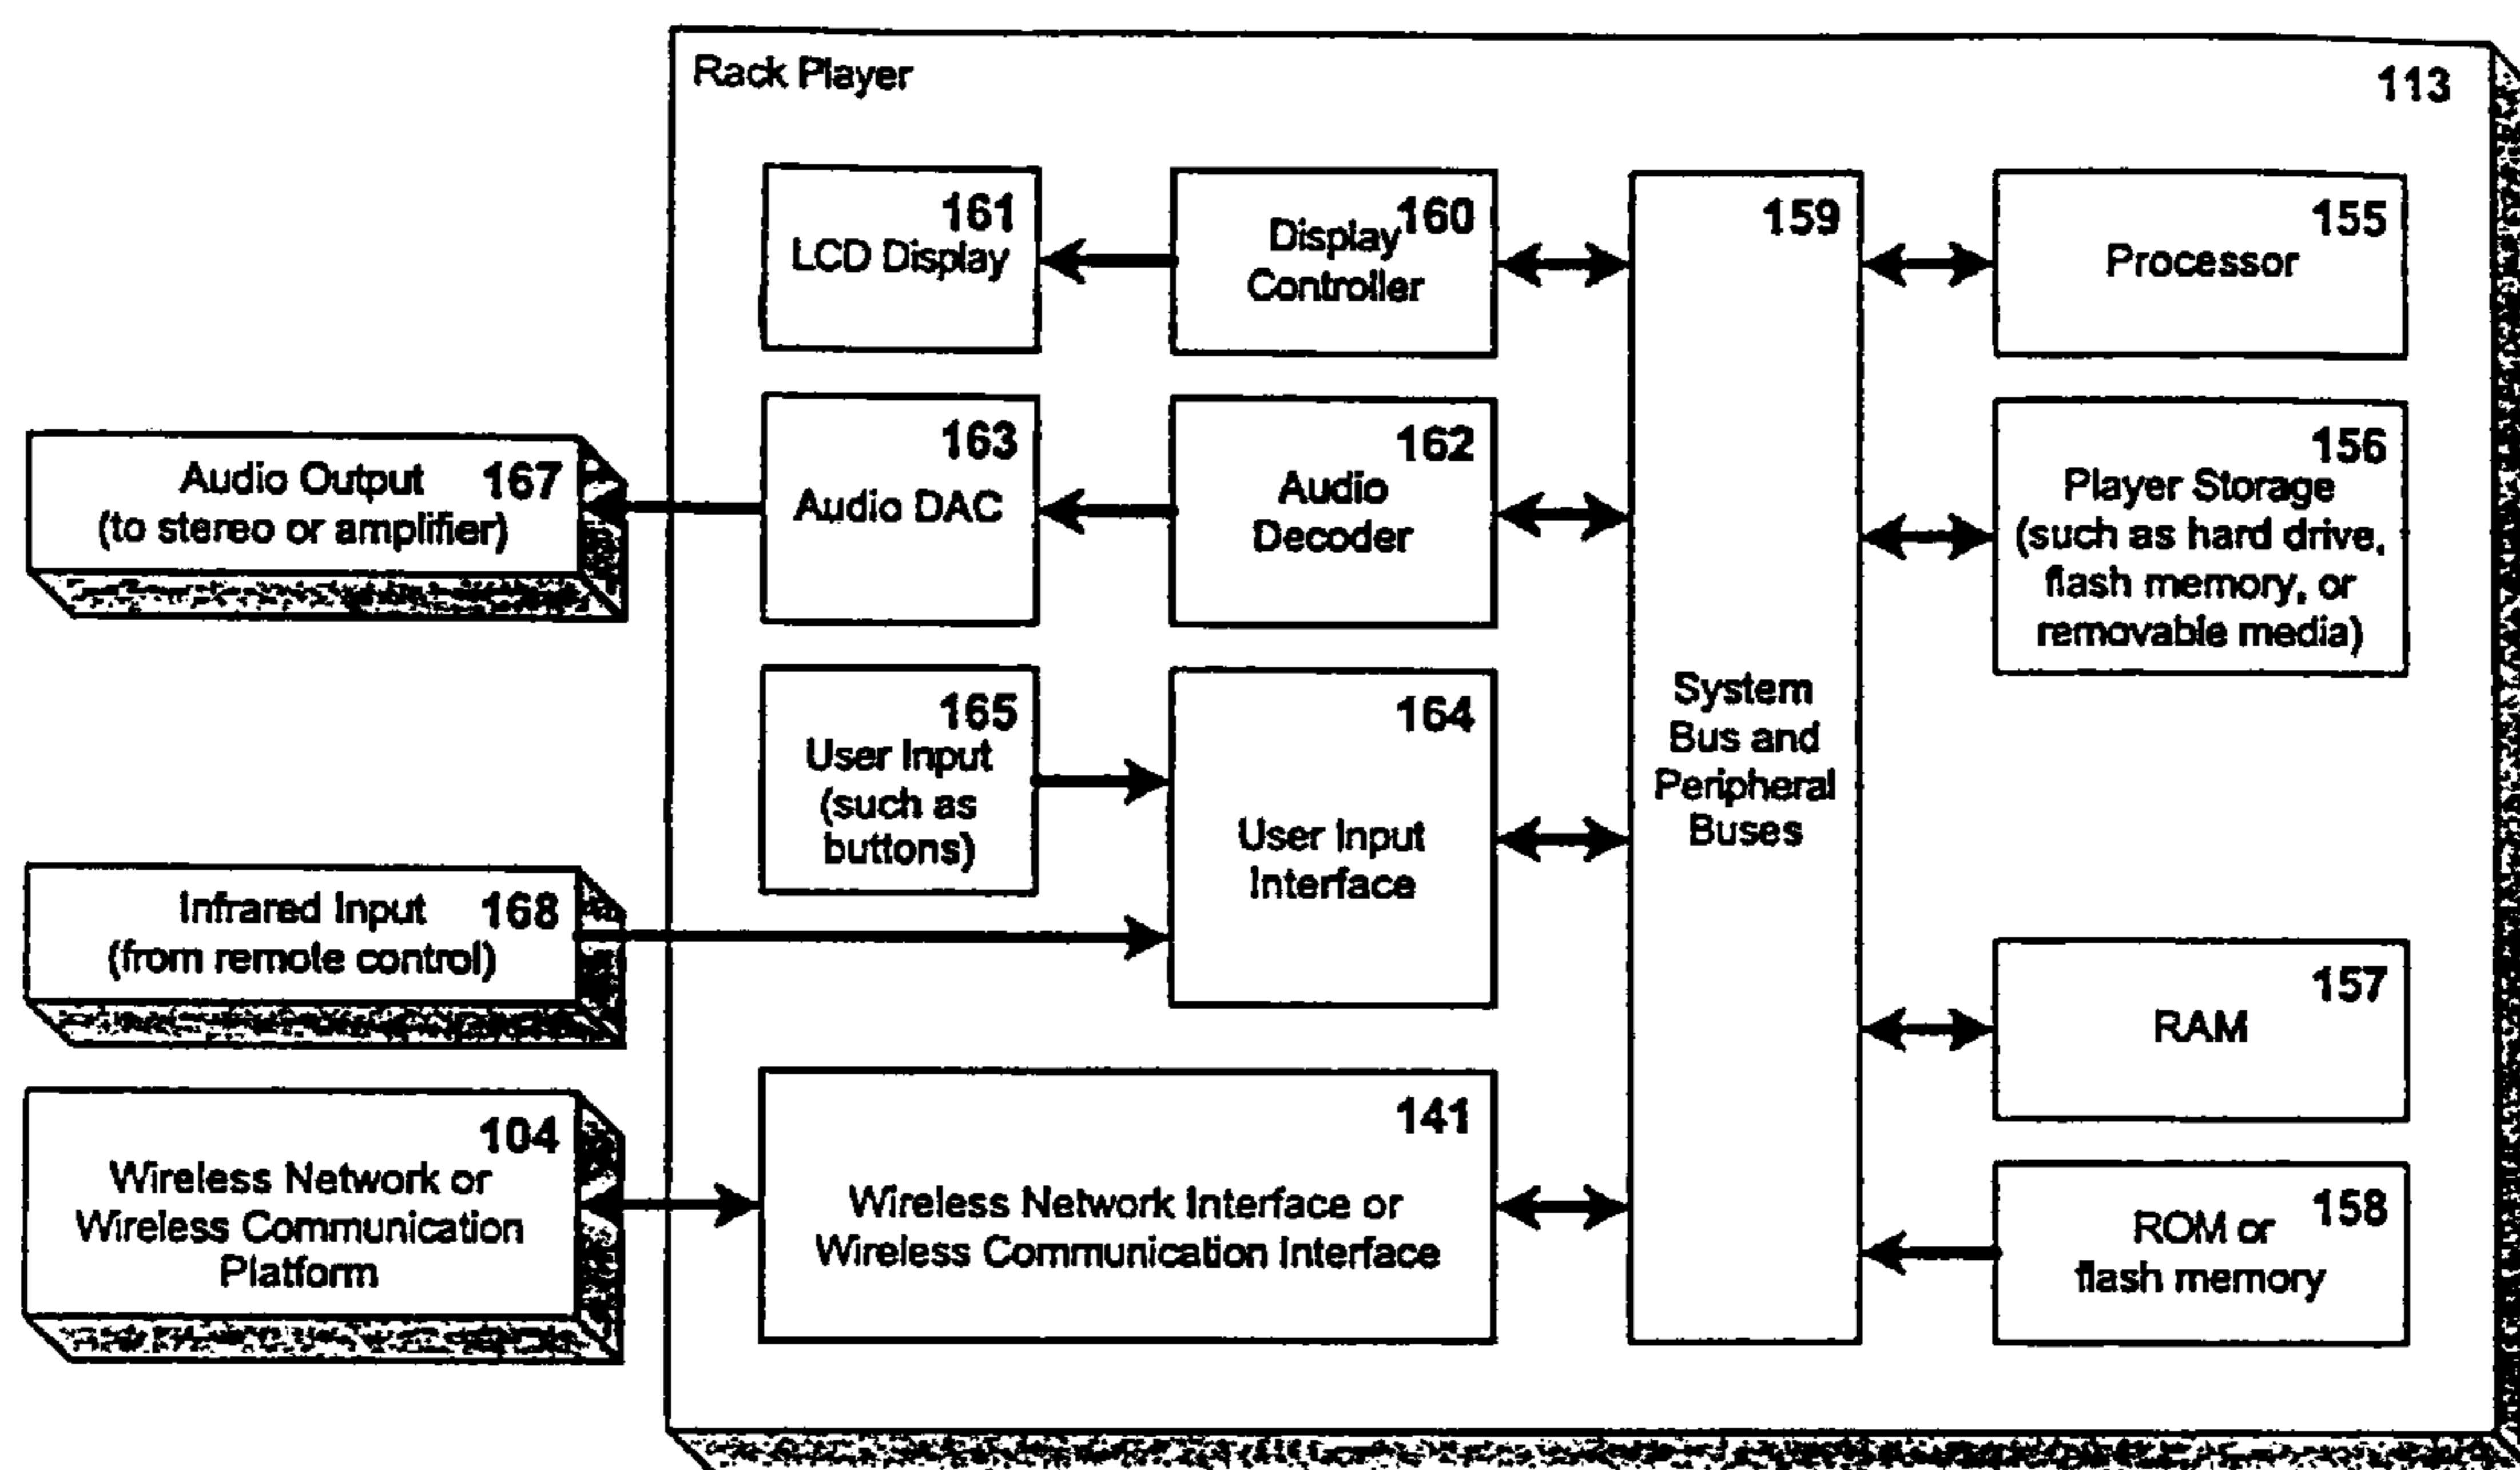 Rack Player
113
161
LCD Display
160
Display
Controller
159
System
Bus and
Peripheral
Buses
155
Processor
163
Audio DAC
162
Audio
Decoder
156
Player Storage
(such as hard drive,
flash memory, or
removable media)
Audio Output 167
(to stereo or amplifier)
165
User Input
(such as
buttons)
164
User Input
Interface
Infrared Input 168
(from remote control)
157
RAM
104
Wireless Network or
Wireless Communication
Platform
141
Wireless Network Interface or
Wireless Communication Interface
158
ROM or
flash memory